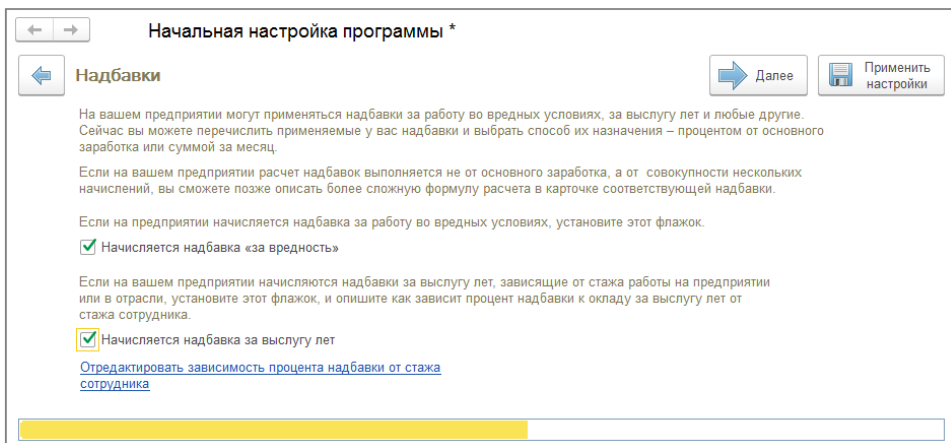 Начальная настройка программы *
Надбавки
Далее
Применить
настройки
На вашем предприятии могут применяться надбавки за работу во вредных условиях, за выслугу лет и любые другие.
Сейчас вы можете перечислить применяемые у вас надбавки и выбрать способ их назначения – процентом от основного
заработка или суммой за месяц.
Если на вашем предприятии расчет надбавок выполняется не от основного заработка, а от совокупности нескольких
начислений, вы сможете позже описать более сложную формулу расчета в карточке соответствующей надбавки.
Если на предприятии начисляется надбавка за работу во вредных условиях, установите этот флажок.
Начисляется надбавка «за вредность»
Если на вашем предприятии начисляются надбавки за выслугу лет, зависящие от стажа работы на предприятии
или в отрасли, установите этот флажок, и опишите как зависит процент надбавки к окладу за выслугу лет от
стажа сотрудника.
Начисляется надбавка за выслугу лет
Отредактировать зависимость процента надбавки от стажа
сотрудника